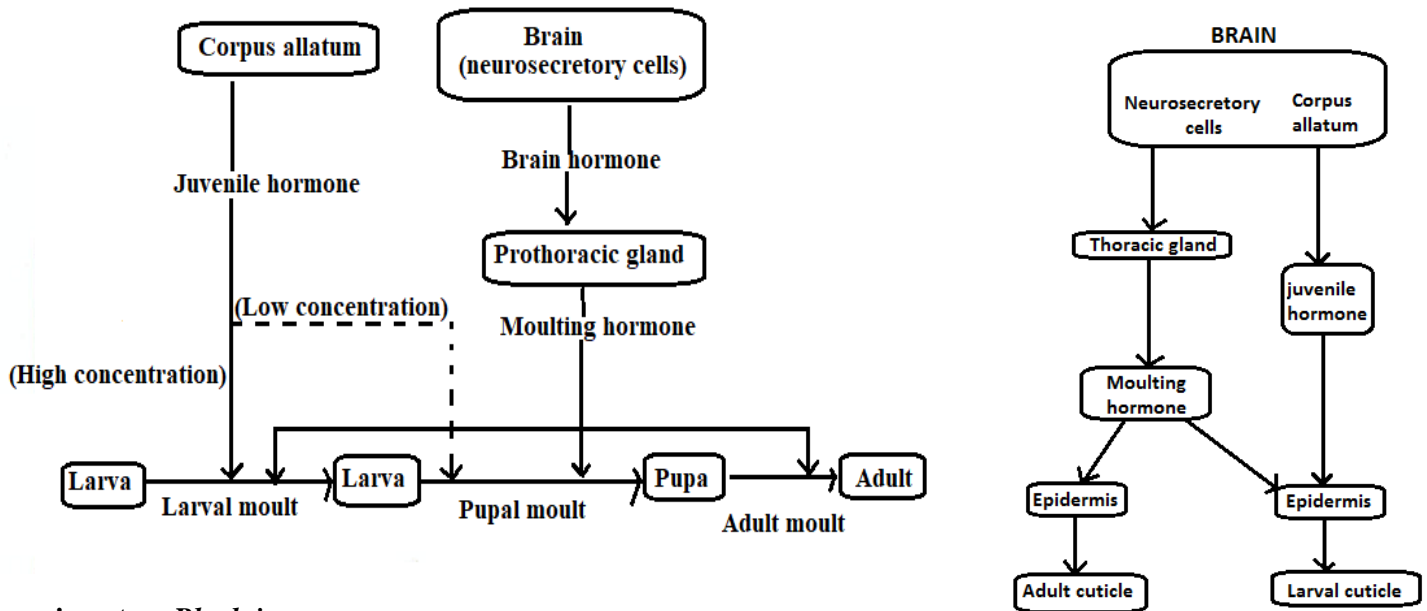 Corpus allatum
Brain
(neurosecretory cells)
Brain hormone
Juvenile hormone
Prothoracic gland
(Low concentration)
Moulting hormone
(High concentration)
Larva
Larva
Pupa
Adult
Larval moult
Pupal moult
Adult moult
BRAIN
Neurosecretory
cells
Corpus
allatum
Thoracic gland
juvenile
hormone
Moulting
hormone
Epidermis
Epidermis
Adult cuticle
Larval cuticle